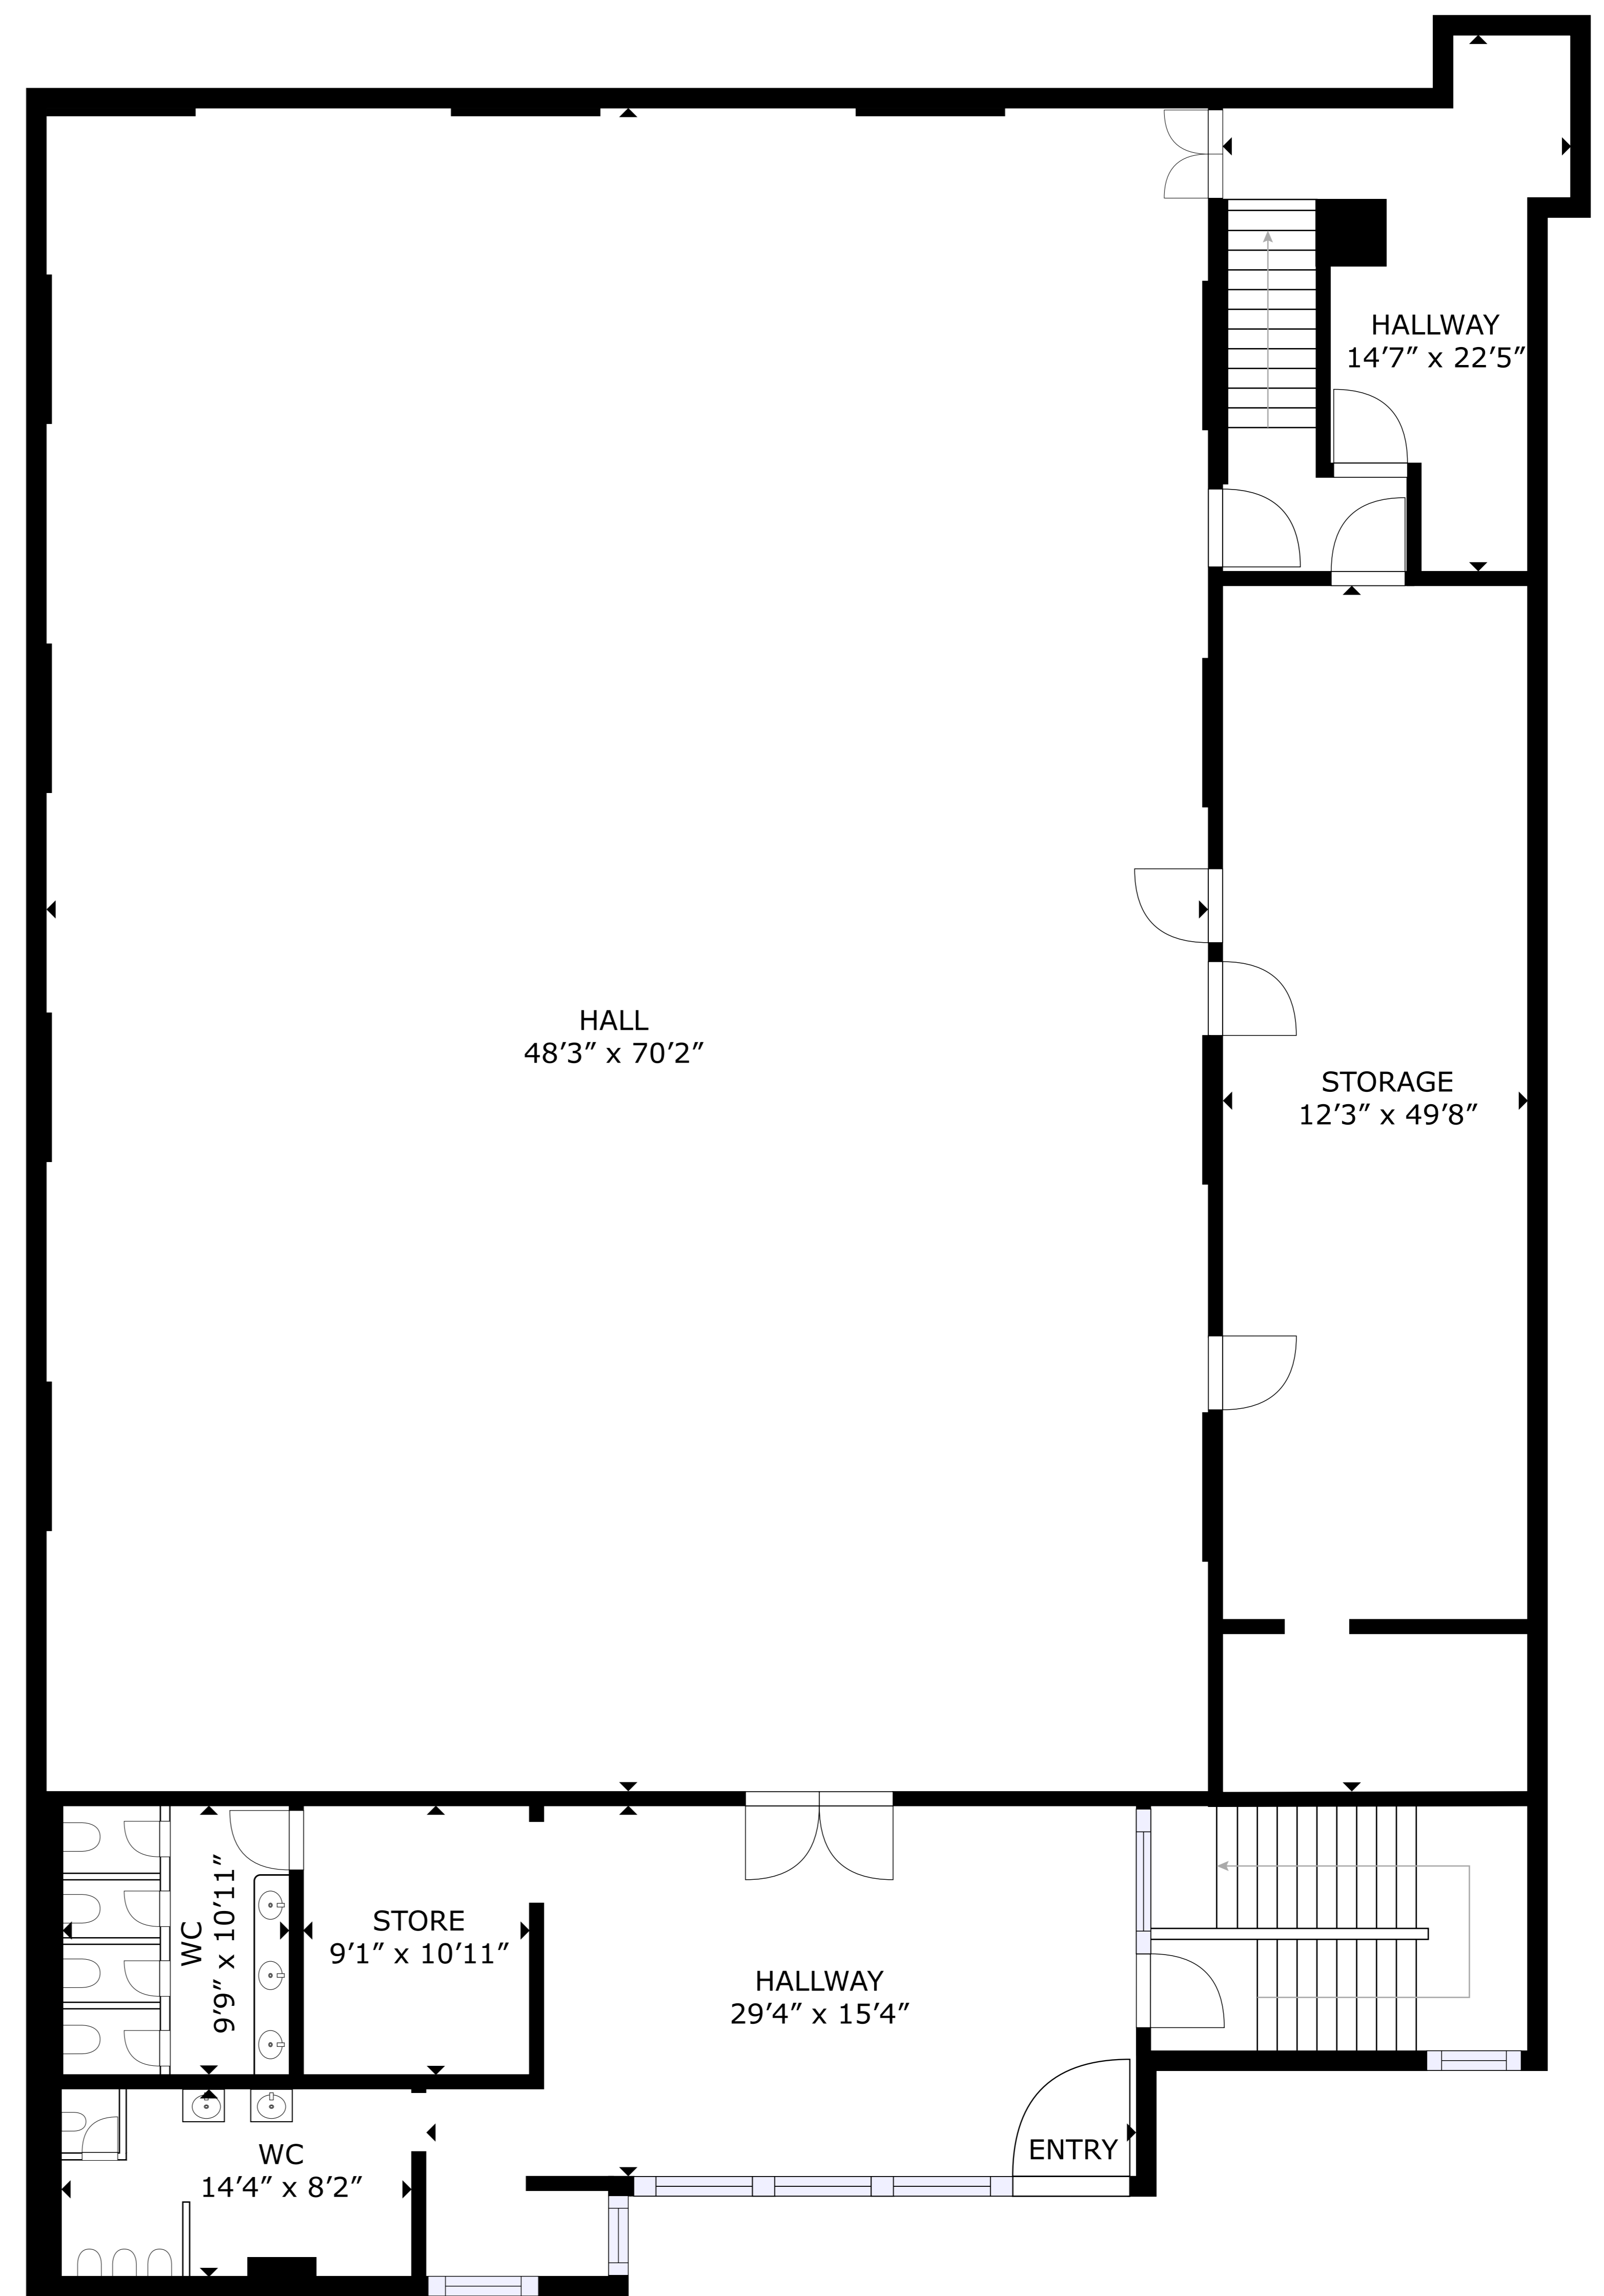 HALLWAY
14′7″ x 22′5″
HALL
48′3″ x 70′2″
STORAGE
12′3″ x 49′8″
WC
9′9″ x 10′11″
STORE
9′1″ x 10′11″
HALLWAY
29′4″ x 15′4″
ENTRY
WC
14′4″ x 8′2″